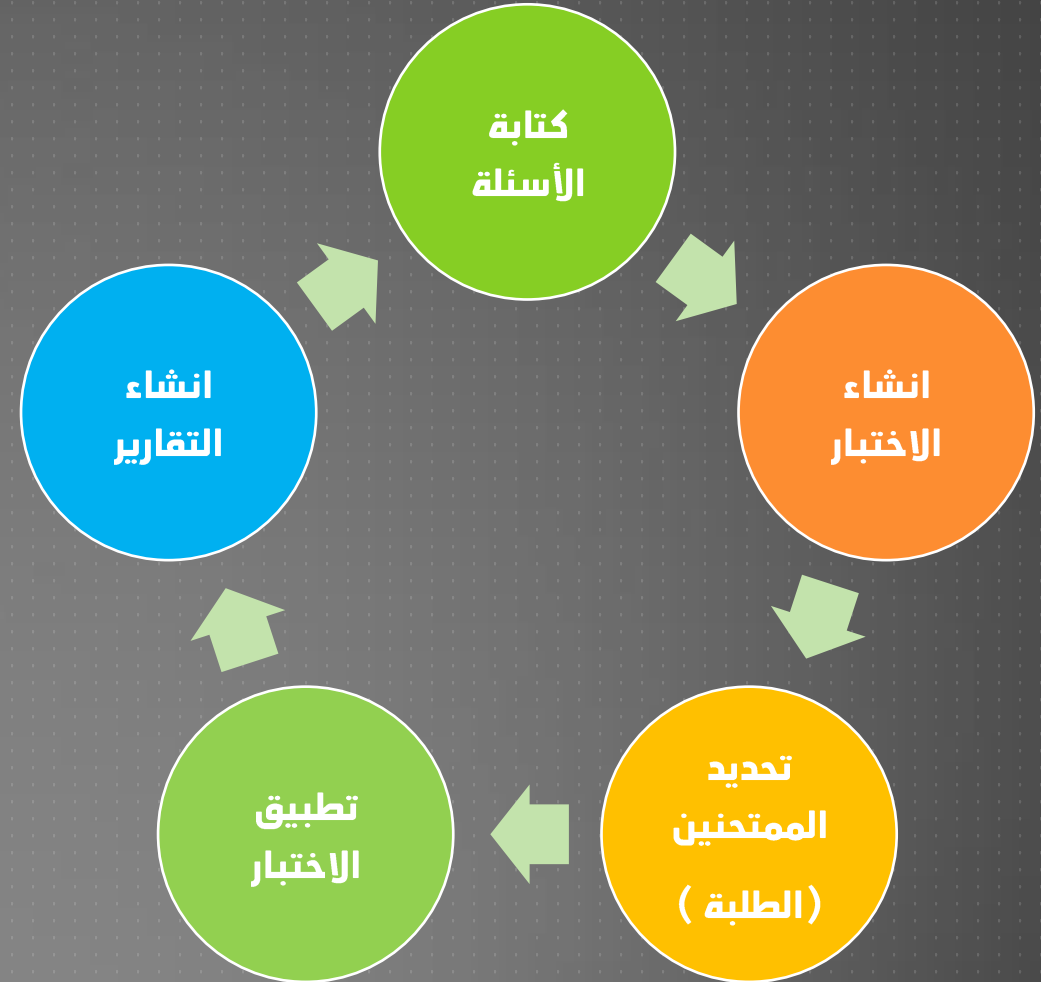 كتابة
الأسئلة
انشاء
الاختبار
تحديد
الممتحنين
(الطلبة )
تطبيق
الاختبار
انشاء
التقارير